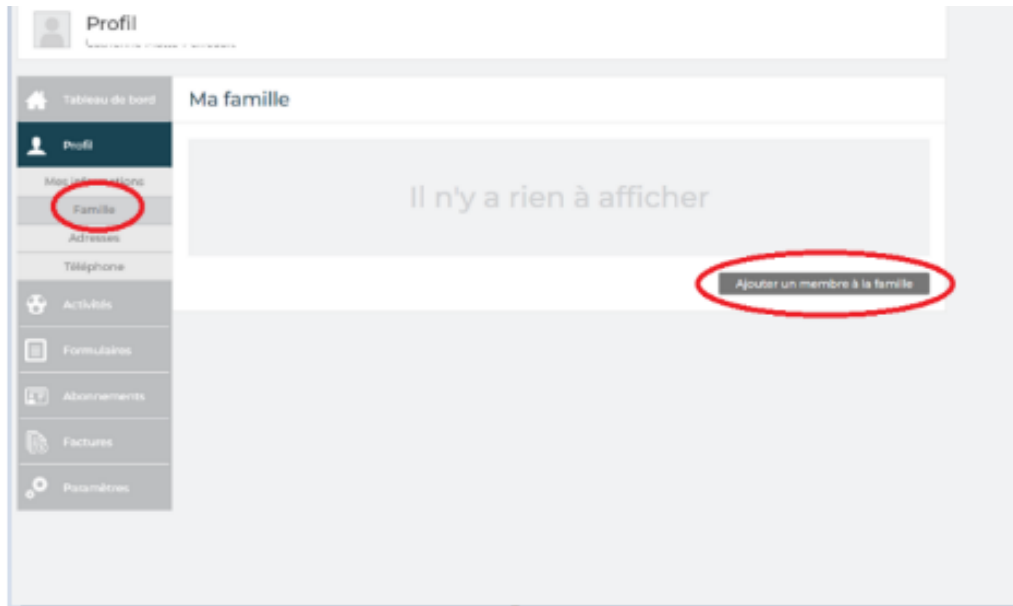 Profil
Tableau de bord
Ma famille
Profil
Mes informations
Famille
Adresses
Téléphone
Il n'y a rien à afficher
Ajouter un membre à la famille
Activités
Formulaires
Abonnements
Factures
Paramètres